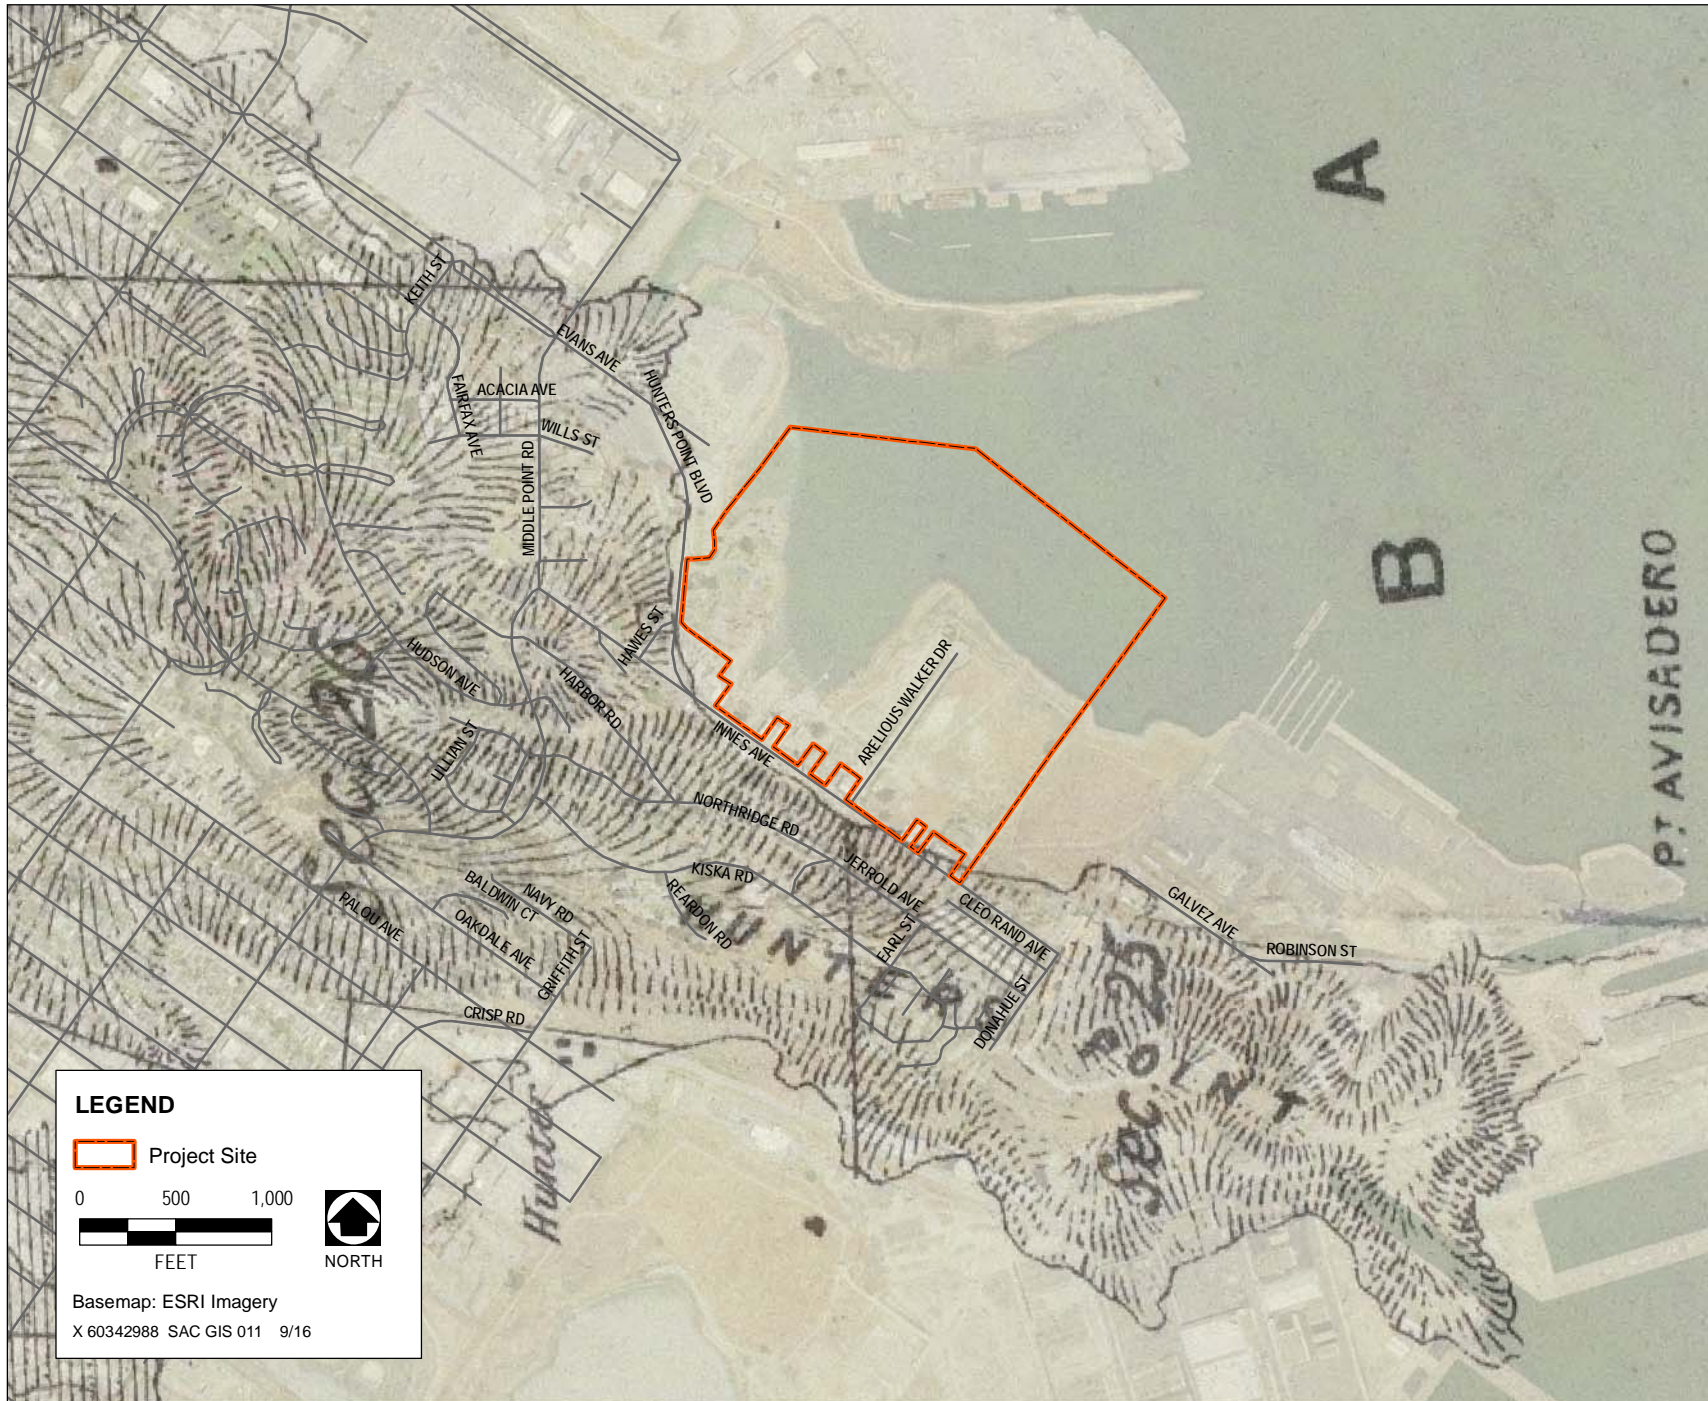 A
B
P.T AVISADERO
KEITH ST
EVANS AVE
HUNTERS POINT BLVD
ACACIA AVE
FAIRFAX AVE
WILLS ST
MIDDLE POINT RD
HAWES ST
HUDSON AVE
HARBOR RD
LILLIAN ST
INNES AVE
ARELIOUS WALKER DR
NORTHRIDGE RD
JERROLD AVE
KISKA RD
REARDON RD
NAVY RD
BALDWIN CT
OAKDALE AVE
PALOU AVE
GRIFFITH ST
CRISP RD
EARL ST
CLEO RAND AVE
DONAHUE ST
GALVEZ AVE
ROBINSON ST
Sec. 25
POINT
LEGEND
Project Site
0 500 1,000
FEET
NORTH
Basemap: ESRI Imagery
X 60342988 SAC GIS 011 9/16